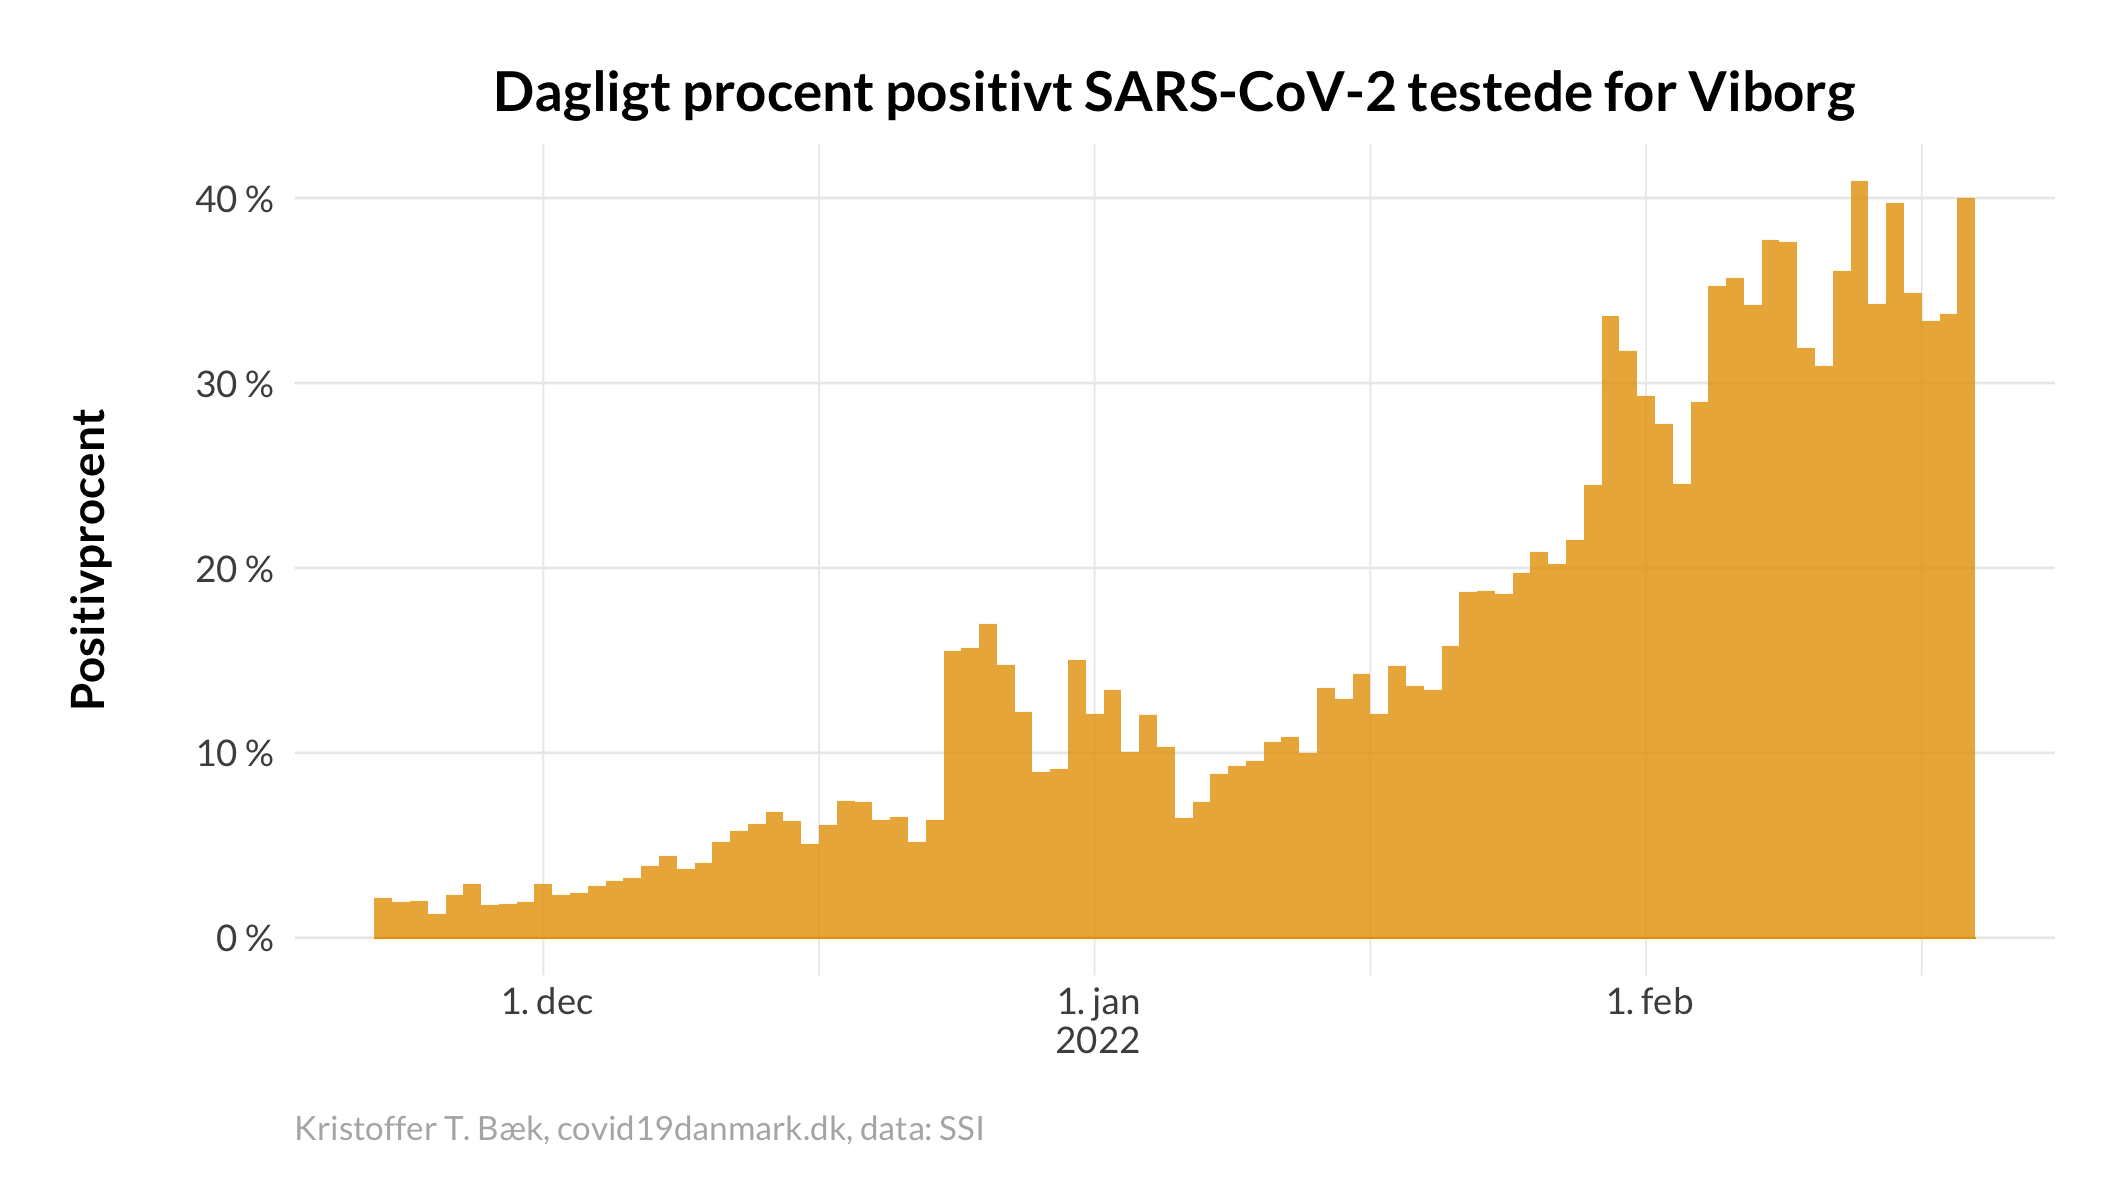 Dagligt procent positivt SARS-CoV-2 testede for Viborg
Positivprocent
40 %
30 %
20 %
10 %
0 %
1. dec
1. jan
2022
1. feb
Kristoffer T. Bæk, covid19danmark.dk, data: SSI